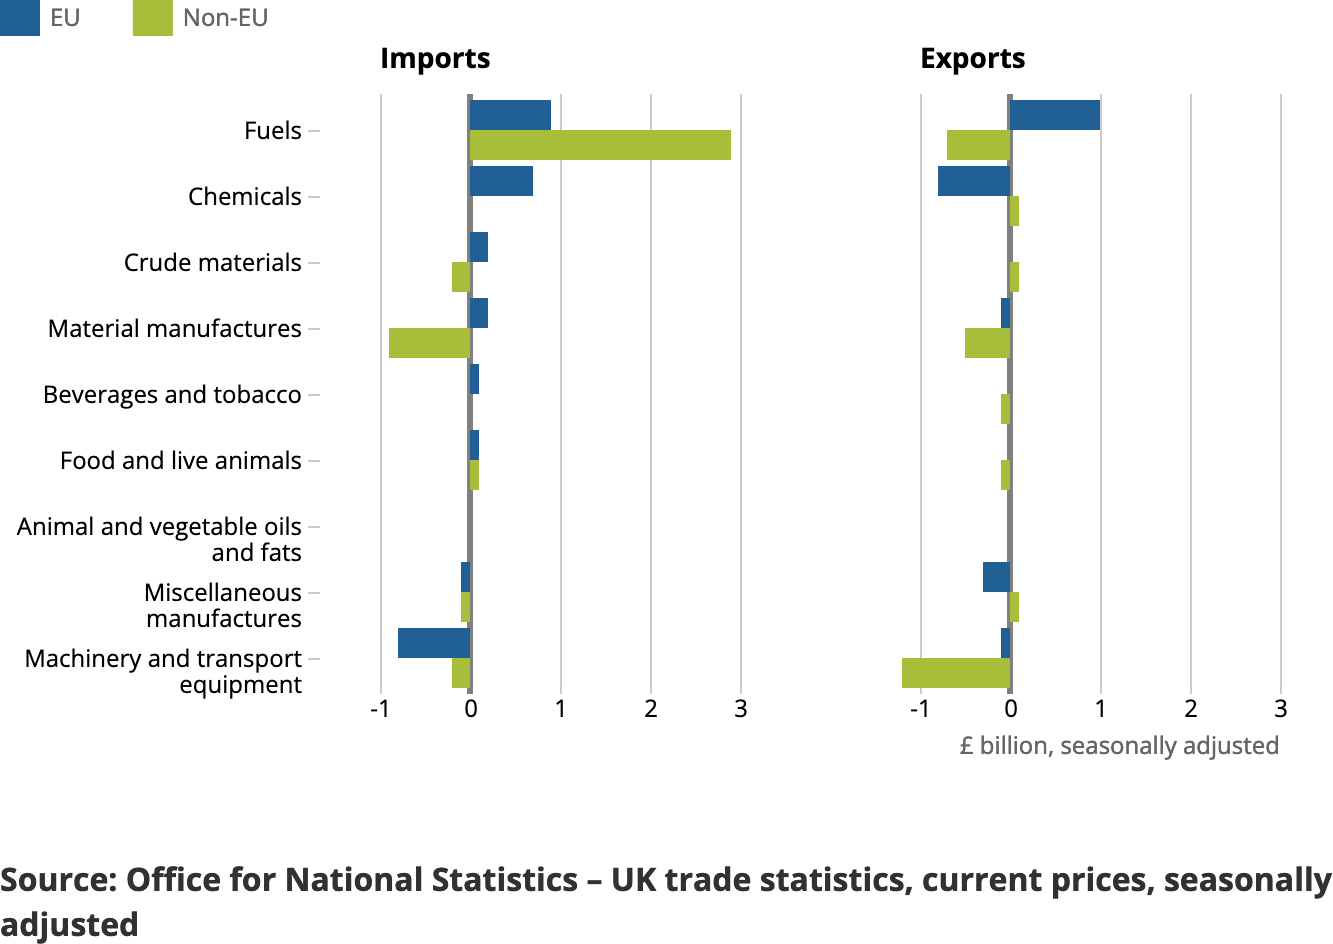 EU Non-EU
Imports Exports
Fuels
Chemicals
Crude materials
Material manufactures
Beverages and tobacco
Food and live animals
Animal and vegetable oils
and fats
Miscellaneous
manufactures
Machinery and transport
equipment
-1 0 1 2 3 -1 0 1 2 3
£ billion, seasonally adjusted
Source: Office for National Statistics – UK trade statistics, current prices, seasonally
adjusted